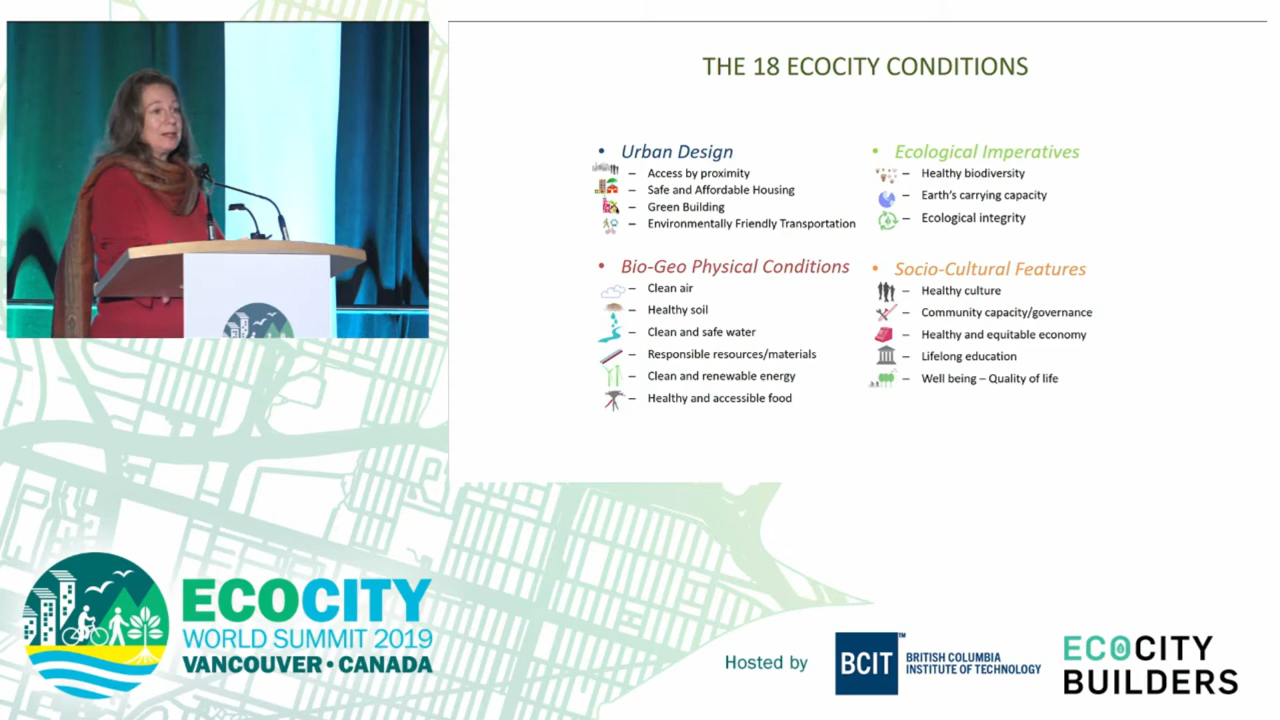 THE 18 ECOCITY CONDITIONS
• Urban Design
– Access by proximity
– Safe and Affordable Housing
– Green Building
– Environmentally Friendly Transportation
• Bio-Geo Physical Conditions
– Clean air
– Healthy soil
– Clean and safe water
– Responsible resources/materials
– Clean and renewable energy
– Healthy and accessible food
• Ecological Imperatives
– Healthy biodiversity
– Earth's carrying capacity
– Ecological integrity
• Socio-Cultural Features
– Healthy culture
– Community capacity/governance
– Healthy and equitable economy
– Lifelong education
– Well being – Quality of life
ECOCITY
WORLD SUMMIT 2019
VANCOUVER • CANADA
Hosted by
BCIT™
BRITISH COLUMBIA
INSTITUTE OF TECHNOLOGY
ECOCITY
BUILDERS